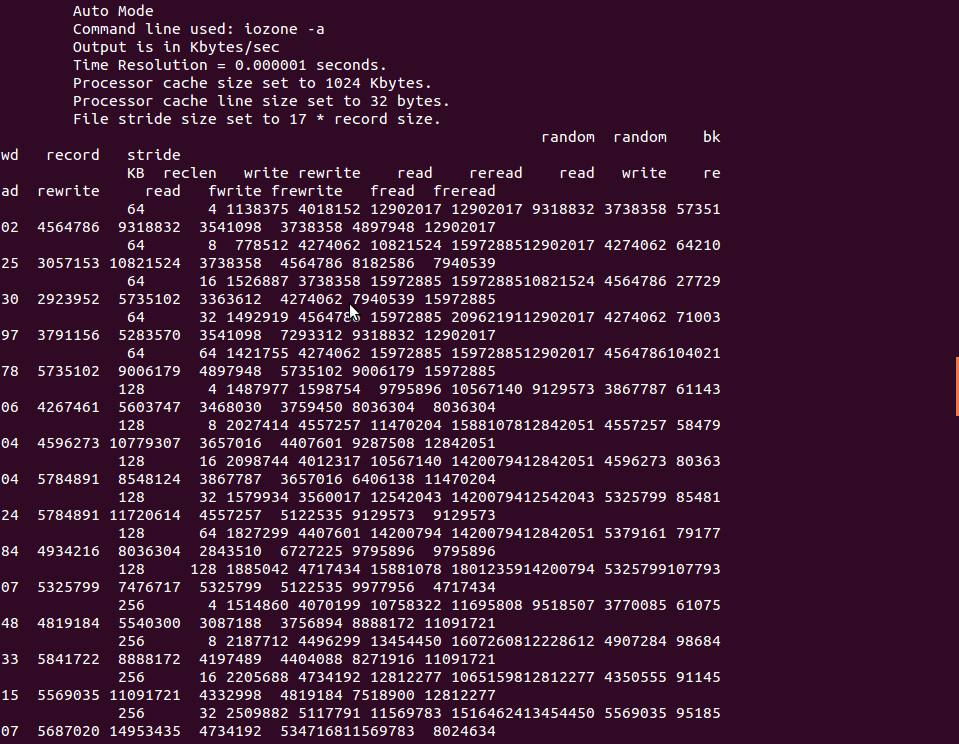 Auto Mode
Command line used: iozone -a
Output is in Kbytes/sec
Time Resolution = 0.000001 seconds.
Processor cache size set to 1024 Kbytes.
Processor cache line size set to 32 bytes.
File stride size set to 17 * record size.
random random bk
wd record stride
KB reclen write rewrite read reread read write re
ad rewrite read fwrite frewrite fread freread
64 4 1138375 4018152 12902017 12902017 9318832 3738358 57351
02 4564786 9318832 3541098 3738358 4897948 12902017
64 8 778512 4274062 10821524 1597288512902017 4274062 64210
25 3057153 10821524 3738358 4564786 8182586 7940539
64 16 1526887 3738358 15972885 1597288510821524 4564786 27729
30 2923952 5735102 3363612 4274062 7940539 15972885
64 32 1492919 4564786 15972885 2096219112902017 4274062 71003
97 3791156 5283570 3541098 7293312 9318832 12902017
64 64 1421755 4274062 15972885 1597288512902017 4564786104021
78 5735102 9006179 4897948 5735102 9006179 15972885
128 4 1487977 1598754 9795896 10567140 9129573 3867787 61143
06 4267461 5603747 3468030 3759450 8036304 8036304
128 8 2027414 4557257 11470204 1588107812842051 4557257 58479
04 4596273 10779307 3657016 4407601 9287508 12842051
128 16 2098744 4012317 10567140 1420079412842051 4596273 80363
04 5784891 8548124 3867787 3657016 6406138 11470204
128 32 1579934 3560017 12542043 1420079412542043 5325799 85481
24 5784891 11720614 4557257 5122535 9129573 9129573
128 64 1827299 4407601 14200794 1420079412842051 5379161 79177
84 4934216 8036304 2843510 6727225 9795896 9795896
128 128 1885042 4717434 15881078 1801235914200794 5325799107793
07 5325799 7476717 5325799 5122535 9977956 4717434
256 4 1514860 4070199 10758322 11695808 9518507 3770085 61075
48 4819184 5540300 3087188 3756894 8888172 11091721
256 8 2187712 4496299 13454450 1607260812228612 4907284 98684
33 5841722 8888172 4197489 4404088 8271916 11091721
256 16 2205688 4734192 12812277 1065159812812277 4350555 91145
15 5569035 11091721 4332998 4819184 7518900 12812277
256 32 2509882 5117791 11569783 1516462413454450 5569035 95185
07 5687020 14953435 4734192 534716811569783 8024634